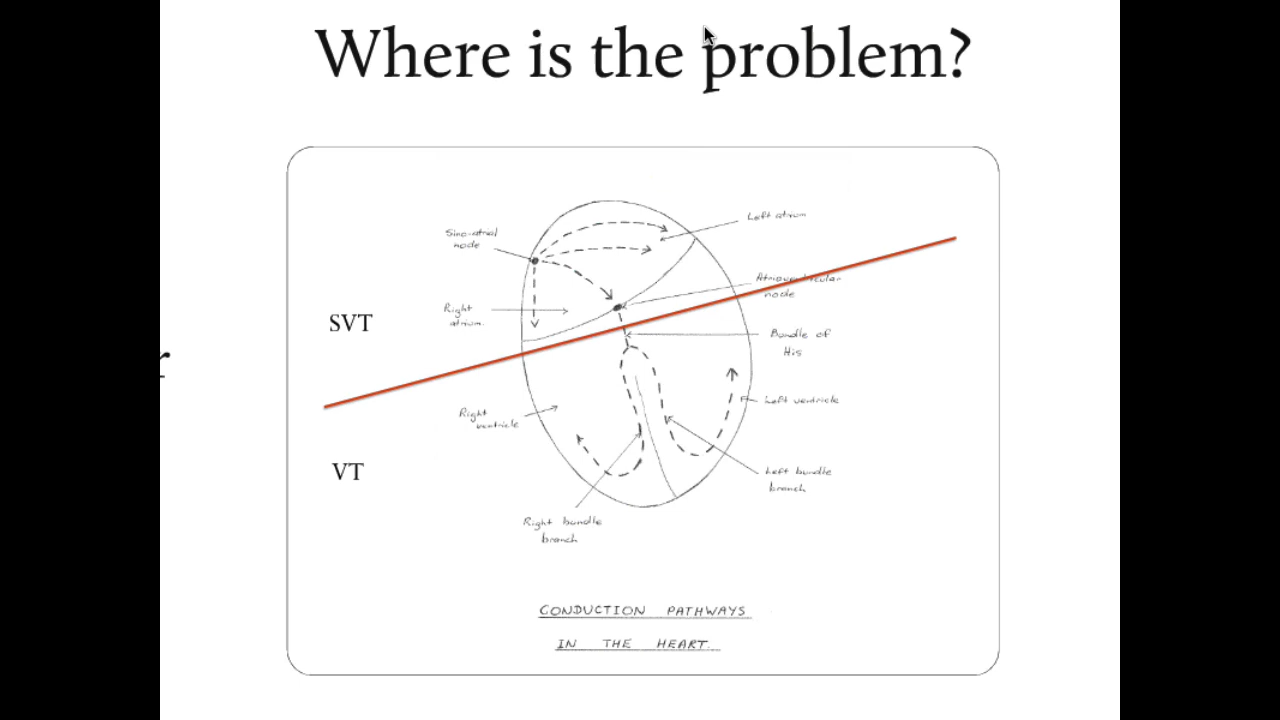 Where is the problem?
Left atrium
Sino-atrial
node
Atrioventricular
node
Right
atrium.
SVT
Bundle of
His
Left ventricle
Right
ventricle
VT
Left bundle
branch
Right bundle
branch
CONDUCTION PATHWAYS
IN THE HEART.